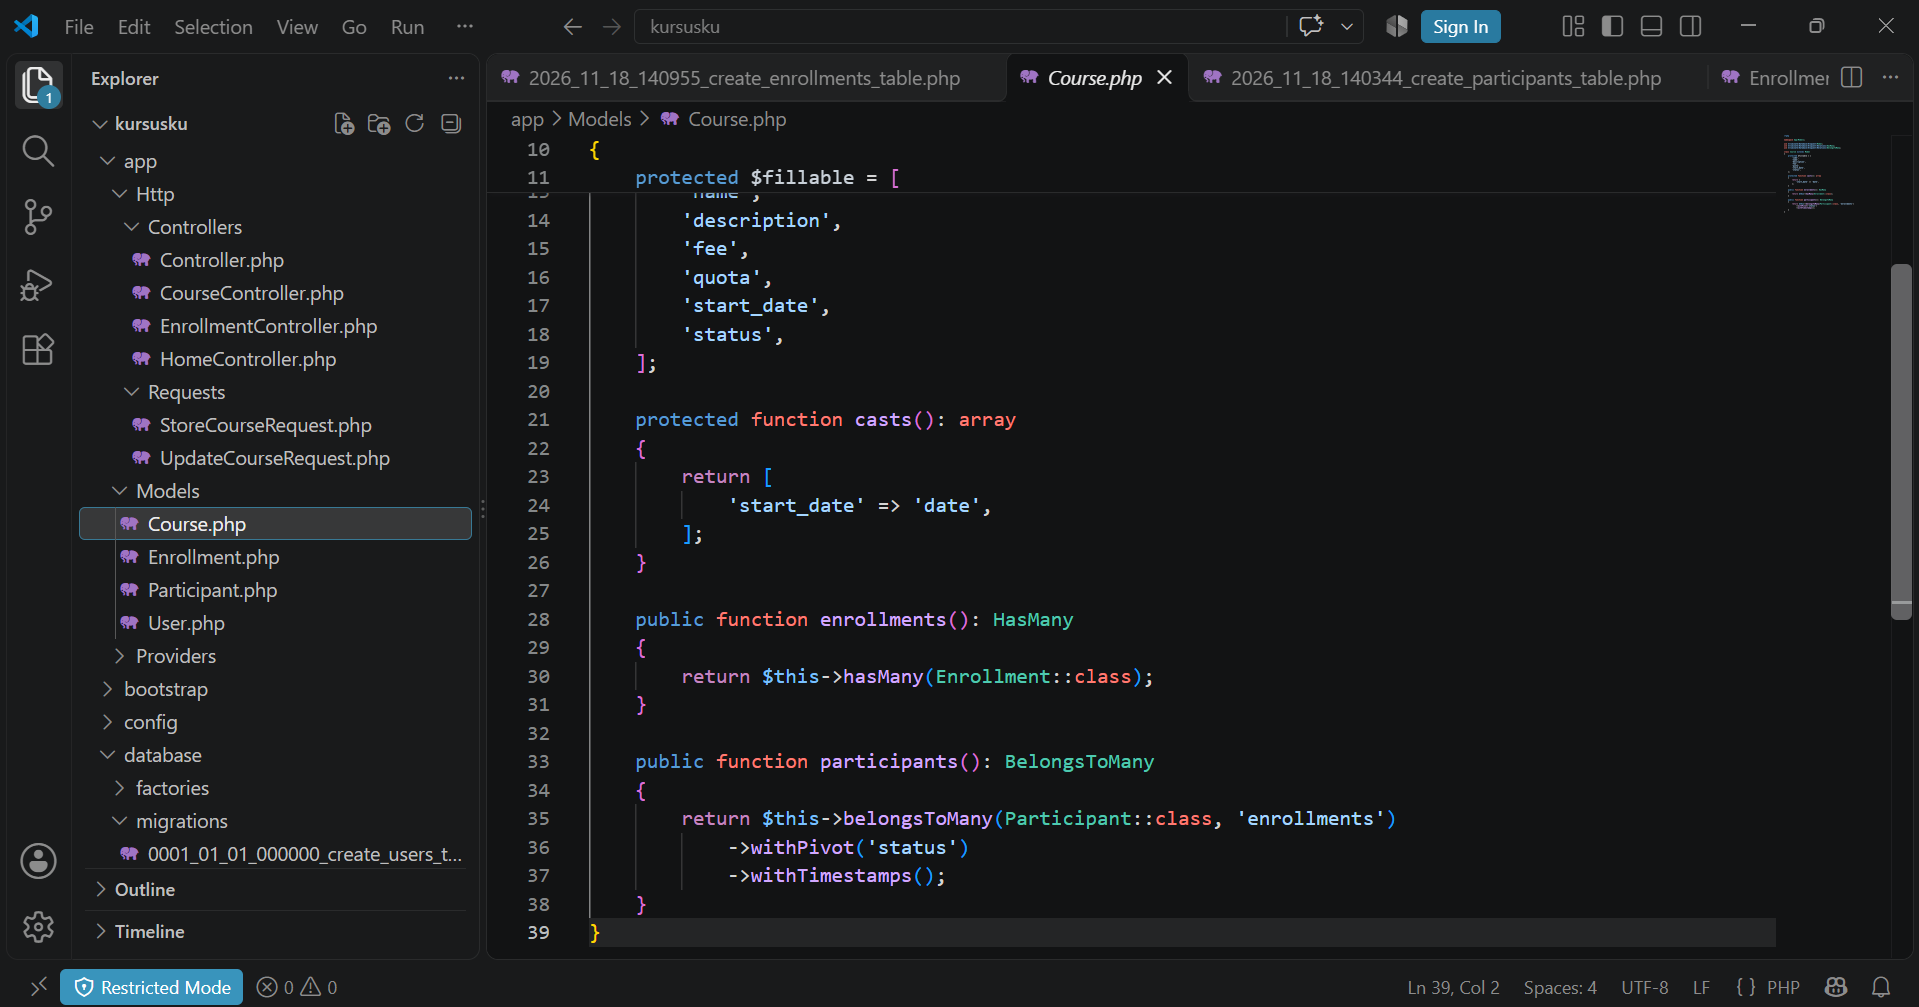 File Edit Selection View Go Run ...
kursusku
Sign In
Explorer
kursusku
app
Http
Controllers
Controller.php
CourseController.php
EnrollmentController.php
HomeController.php
Requests
StoreCourseRequest.php
UpdateCourseRequest.php
Models
Course.php
Enrollment.php
Participant.php
User.php
Providers
bootstrap
config
database
factories
migrations
0001_01_01_000000_create_users_t...
Outline
Timeline
1
2026_11_18_140955_create_enrollments_table.php
Course.php
2026_11_18_140344_create_participants_table.php
Enrollmer
app > Models > Course.php
10 {
11     protected $fillable = [
13         'name',
14         'description',
15         'fee',
16         'quota',
17         'start_date',
18         'status',
19     ];
20
21     protected function casts(): array
22     {
23         return [
24             'start_date' => 'date',
25         ];
26     }
27
28     public function enrollments(): HasMany
29     {
30         return $this->hasMany(Enrollment::class);
31     }
32
33     public function participants(): BelongsToMany
34     {
35         return $this->belongsToMany(Participant::class, 'enrollments')
36             ->withPivot('status')
37             ->withTimestamps();
38     }
39 }
Restricted Mode 0 0
Ln 39, Col 2 Spaces: 4 UTF-8 LF { } PHP